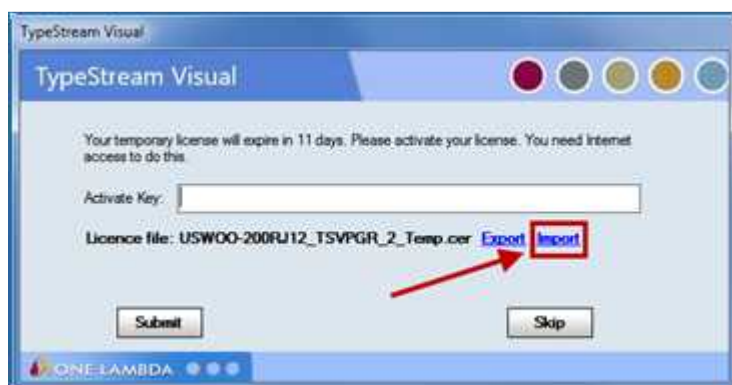 TypeStream Visual
TypeStream Visual
Your temporary license will expire in 11 days. Please activate your license. You need Internet
access to do this.
Activate Key:
Licence file: USWOO-200RJ12_TSVPGR_2_Temp.cer Export Import
Submit Skip
ONE LAMBDA